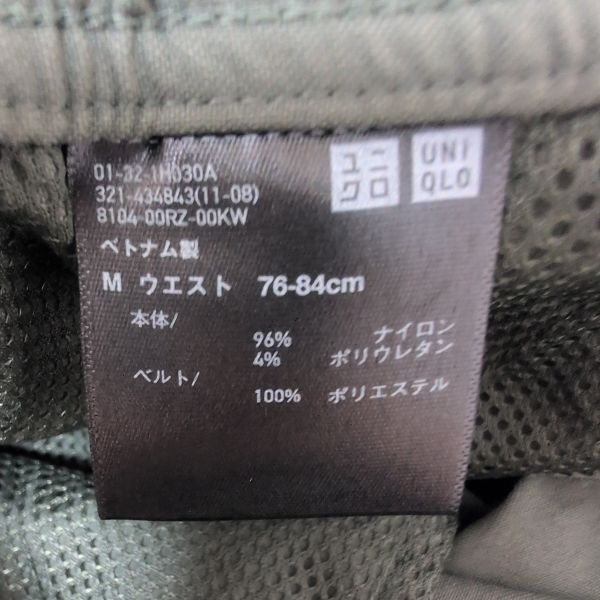 01-32-1H030A
321-434843(11-08)
8104-00RZ-00KW
ベトナム製
M ウエスト 76-84cm
本体/
96% ナイロン
4% ポリウレタン
ベルト/
100% ポリエステル
ユニ
クロ
UNI
QLO